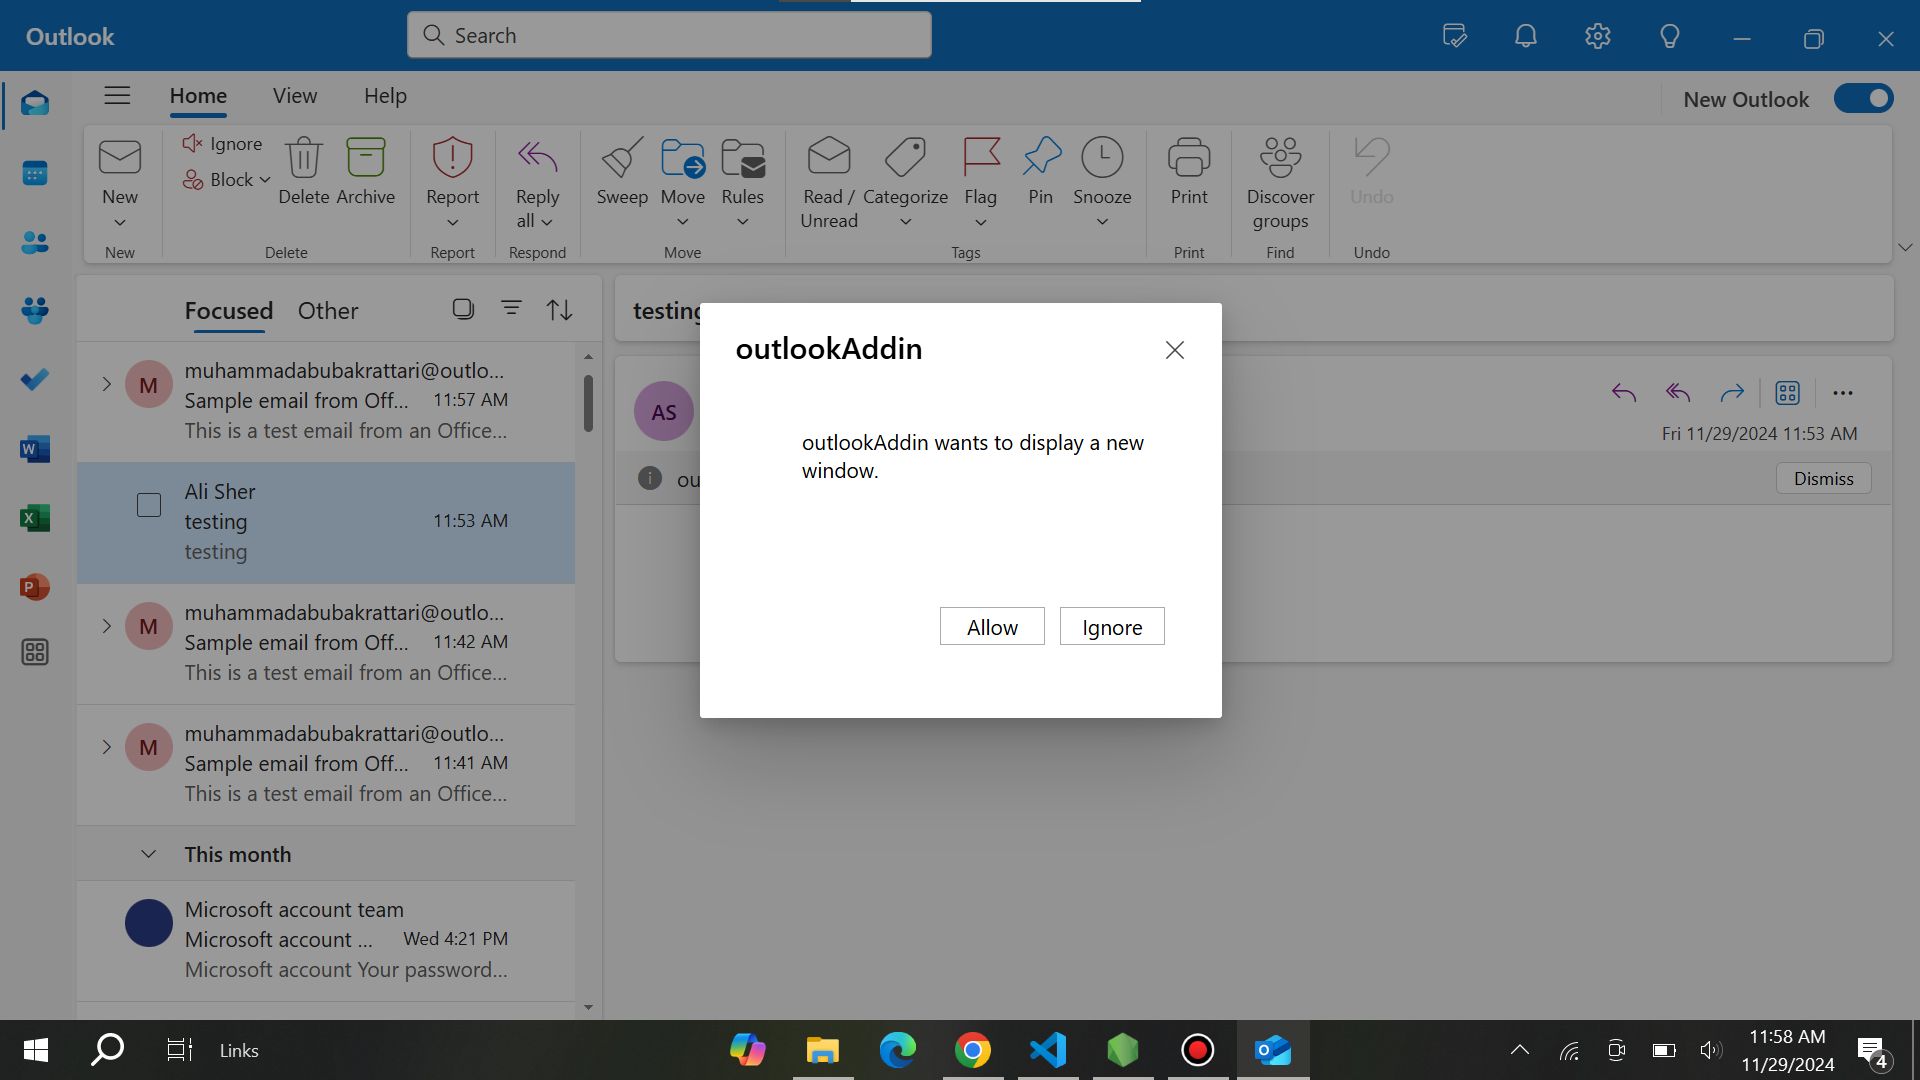 Outlook
Search
Home View Help
New Outlook
New
Ignore
Block
Delete
Archive
Report
Reply all
Sweep
Move
Rules
Read / Unread
Categorize
Flag
Pin
Snooze
Print
Discover groups
Undo
New
Delete
Report
Respond
Move
Tags
Print
Find
Undo
Focused Other
M
muhammadabubakrattari@outlo...
Sample email from Off... 11:57 AM
This is a test email from an Office...
Ali Sher
testing 11:53 AM
testing
M
muhammadabubakrattari@outlo...
Sample email from Off... 11:42 AM
This is a test email from an Office...
M
muhammadabubakrattari@outlo...
Sample email from Off... 11:41 AM
This is a test email from an Office...
This month
Microsoft account team
Microsoft account ... Wed 4:21 PM
Microsoft account Your password...
testing
AS
Fri 11/29/2024 11:53 AM
ou
Dismiss
outlookAddin
outlookAddin wants to display a new
window.
Allow Ignore
Links
11:58 AM
11/29/2024
4